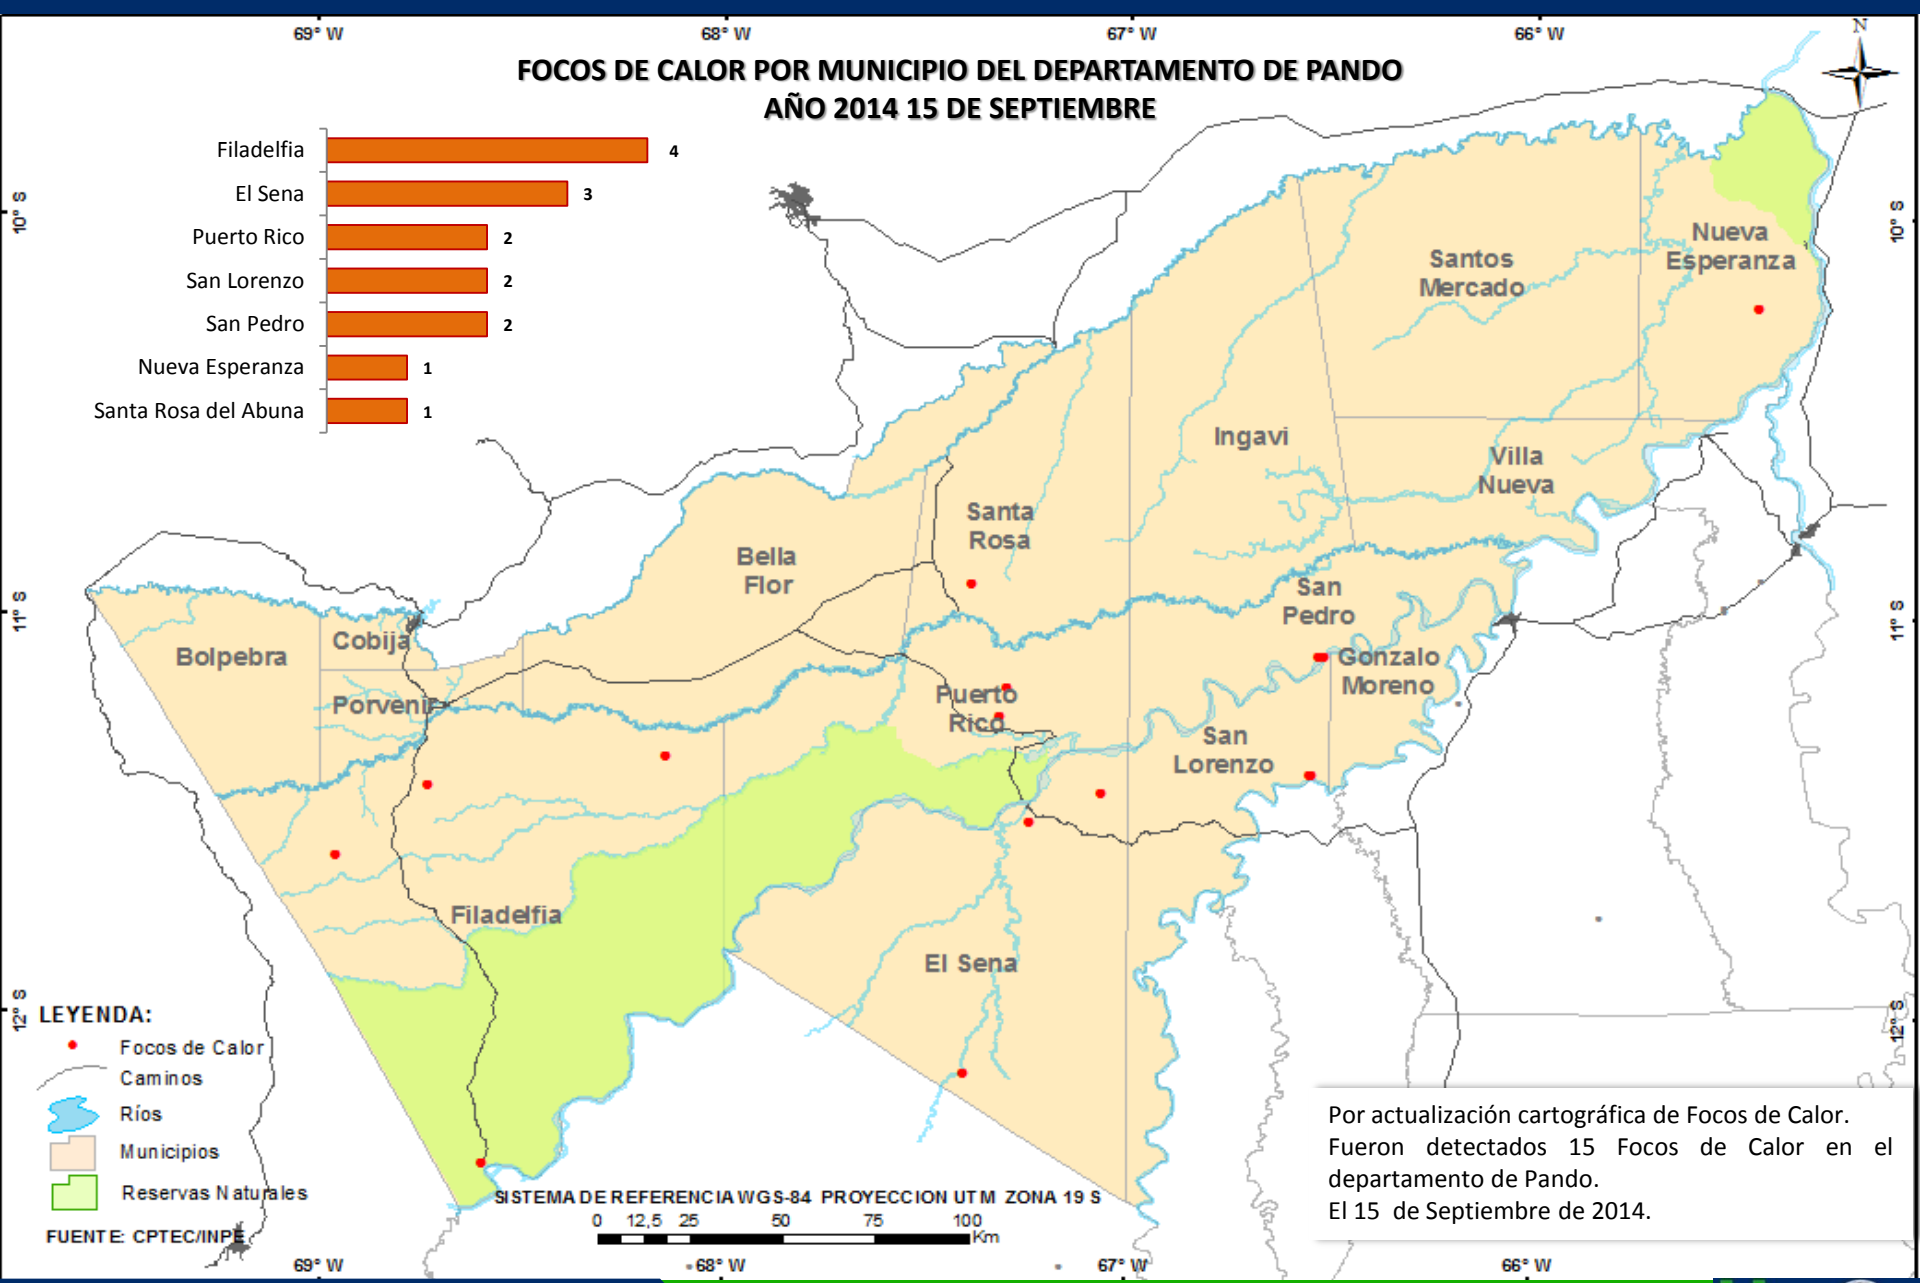 69° W
68° W
67° W
66° W
N
FOCOS DE CALOR POR MUNICIPIO DEL DEPARTAMENTO DE PANDO
AÑO 2014 15 DE SEPTIEMBRE
Filadelfia 4
El Sena 3
Puerto Rico 2
San Lorenzo 2
San Pedro 2
Nueva Esperanza 1
Santa Rosa del Abuna 1
10° S
10° S
11° S
11° S
12° S
12° S
Nueva
Esperanza
Santos
Mercado
Ingavi
Villa
Nueva
Santa
Rosa
Bella
Flor
San
Pedro
Cobija
Bolpebra
Gonzalo
Moreno
Porvenir
Puerto
Rico
San
Lorenzo
Filadelfia
El Sena
LEYENDA:
Focos de Calor
Caminos
Ríos
Municipios
Reservas Naturales
FUENTE: CPTEC/INPE
SISTEMA DE REFERENCIA WGS-84 PROYECCION UTM ZONA 19 S
0 12,5 25 50 75 100
Km
Por actualización cartográfica de Focos de Calor.
Fueron detectados 15 Focos de Calor en el
departamento de Pando.
El 15 de Septiembre de 2014.
69° W
68° W
67° W
66° W